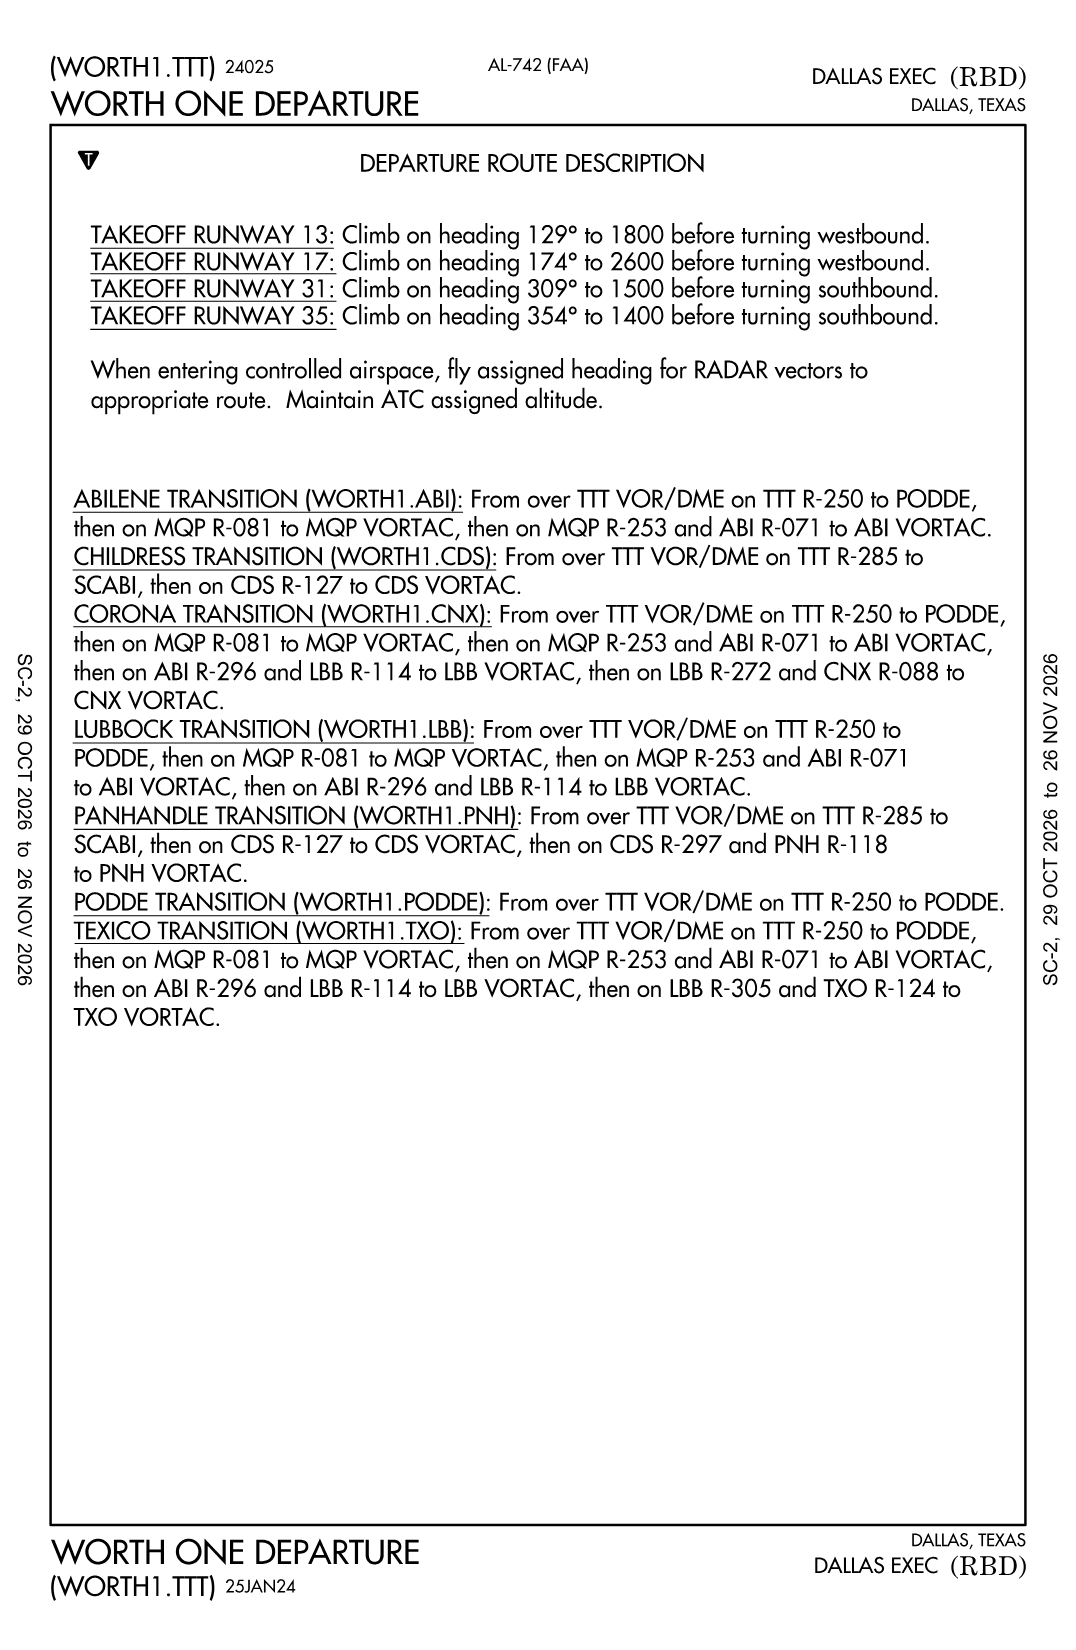 (WORTH1.TTT) 24025
AL-742 (FAA)
DALLAS EXEC (RBD)
WORTH ONE DEPARTURE
DALLAS, TEXAS
T
DEPARTURE ROUTE DESCRIPTION
TAKEOFF RUNWAY 13: Climb on heading 129° to 1800 before turning westbound.
TAKEOFF RUNWAY 17: Climb on heading 174° to 2600 before turning westbound.
TAKEOFF RUNWAY 31: Climb on heading 309° to 1500 before turning southbound.
TAKEOFF RUNWAY 35: Climb on heading 354° to 1400 before turning southbound.
When entering controlled airspace, fly assigned heading for RADAR vectors to
appropriate route. Maintain ATC assigned altitude.
ABILENE TRANSITION (WORTH1.ABI): From over TTT VOR/DME on TTT R-250 to PODDE,
then on MQP R-081 to MQP VORTAC, then on MQP R-253 and ABI R-071 to ABI VORTAC.
CHILDRESS TRANSITION (WORTH1.CDS): From over TTT VOR/DME on TTT R-285 to
SCABI, then on CDS R-127 to CDS VORTAC.
CORONA TRANSITION (WORTH1.CNX): From over TTT VOR/DME on TTT R-250 to PODDE,
then on MQP R-081 to MQP VORTAC, then on MQP R-253 and ABI R-071 to ABI VORTAC,
then on ABI R-296 and LBB R-114 to LBB VORTAC, then on LBB R-272 and CNX R-088 to
CNX VORTAC.
LUBBOCK TRANSITION (WORTH1.LBB): From over TTT VOR/DME on TTT R-250 to
PODDE, then on MQP R-081 to MQP VORTAC, then on MQP R-253 and ABI R-071
to ABI VORTAC, then on ABI R-296 and LBB R-114 to LBB VORTAC.
PANHANDLE TRANSITION (WORTH1.PNH): From over TTT VOR/DME on TTT R-285 to
SCABI, then on CDS R-127 to CDS VORTAC, then on CDS R-297 and PNH R-118
to PNH VORTAC.
PODDE TRANSITION (WORTH1.PODDE): From over TTT VOR/DME on TTT R-250 to PODDE.
TEXICO TRANSITION (WORTH1.TXO): From over TTT VOR/DME on TTT R-250 to PODDE,
then on MQP R-081 to MQP VORTAC, then on MQP R-253 and ABI R-071 to ABI VORTAC,
then on ABI R-296 and LBB R-114 to LBB VORTAC, then on LBB R-305 and TXO R-124 to
TXO VORTAC.
SC-2, 29 OCT 2026 to 26 NOV 2026
SC-2, 29 OCT 2026 to 26 NOV 2026
WORTH ONE DEPARTURE
DALLAS, TEXAS
(WORTH1.TTT) 25JAN24
DALLAS EXEC (RBD)